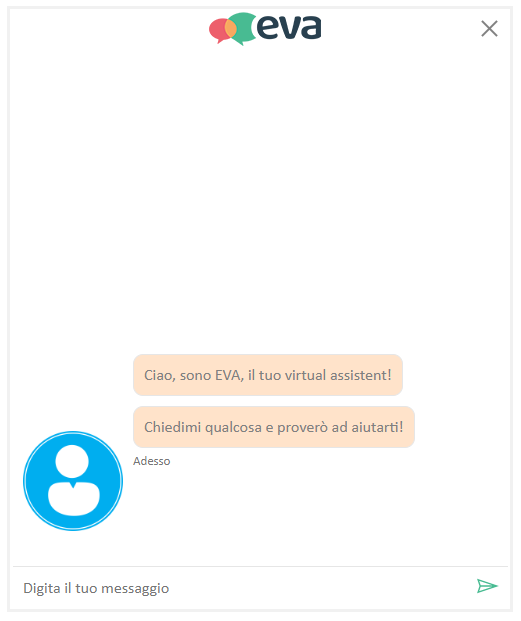 eva
Ciao, sono EVA, il tuo virtual assistent!
Chiedimi qualcosa e proverò ad aiutarti!
Adesso
Digita il tuo messaggio